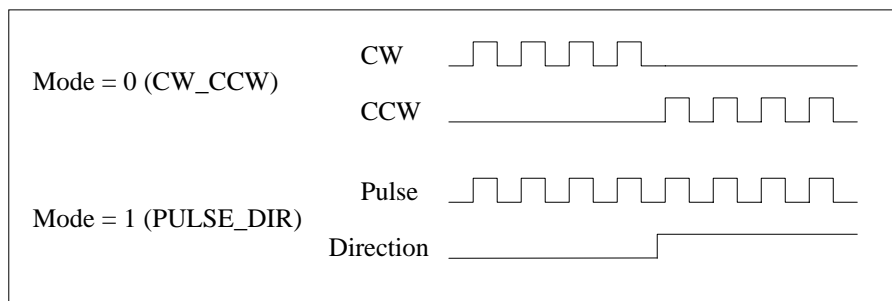 CW
Mode = 0 (CW_CCW)
CCW
Pulse
Mode = 1 (PULSE_DIR)
Direction